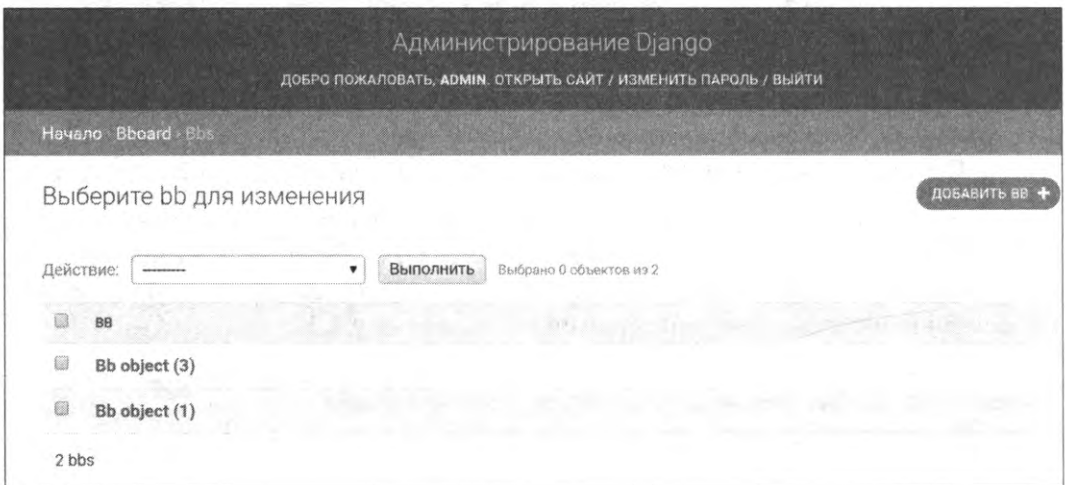 Администрирование Django
ДОБРО ПОЖАЛОВАТЬ, ADMIN. ОТКРЫТЬ САЙТ / ИЗМЕНИТЬ ПАРОЛЬ / ВЫЙТИ
Начало › Bboard › Bbs
Выберите bb для изменения
ДОБАВИТЬ BB +
Действие: --------- Выполнить Выбрано 0 объектов из 2
BB
Bb object (3)
Bb object (1)
2 bbs